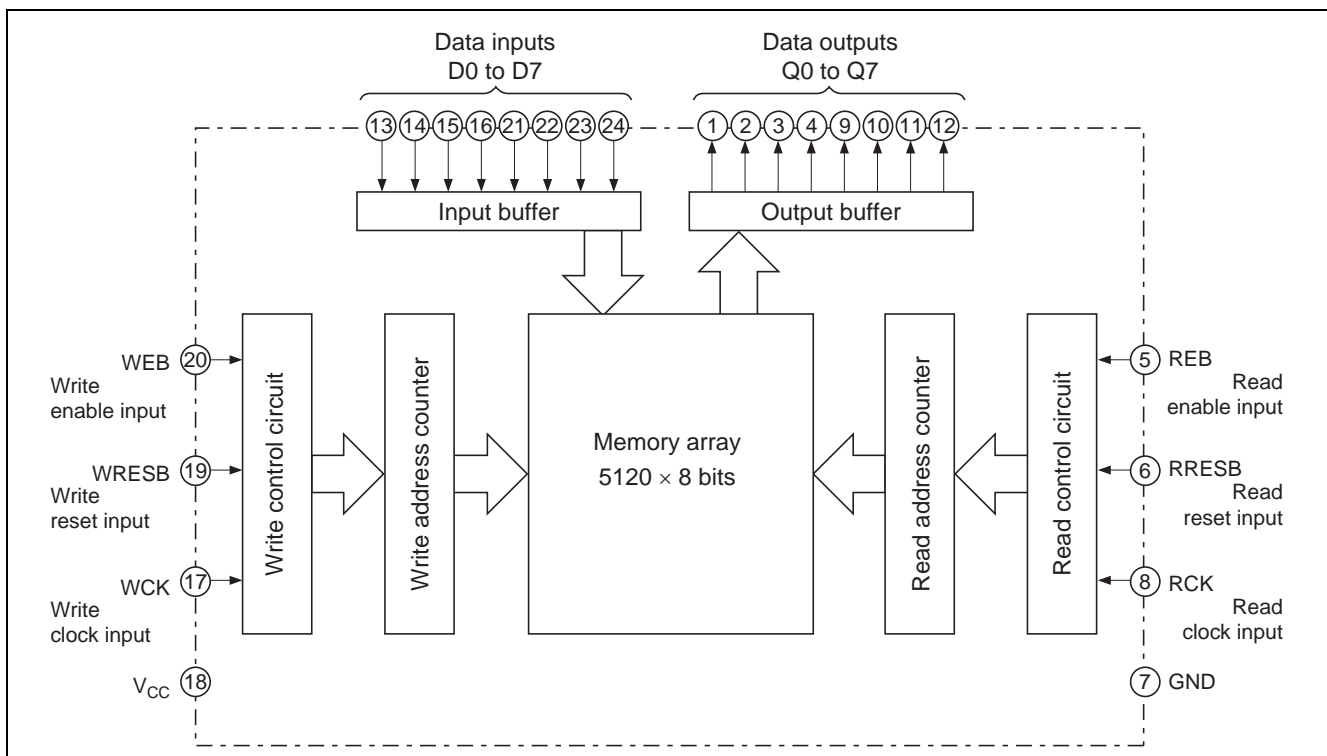 Data inputs
D0 to D7
Data outputs
Q0 to Q7
13 14 15 16 21 22 23 24
1 2 3 4 9 10 11 12
Input buffer
Output buffer
WEB 20
Write
enable input
WRESB 19
Write
reset input
WCK 17
Write
clock input
VCC 18
Write control circuit
Write address counter
Memory array
5120 × 8 bits
Read address counter
Read control circuit
5 REB
Read
enable input
6 RRESB
Read
reset input
8 RCK
Read
clock input
7 GND